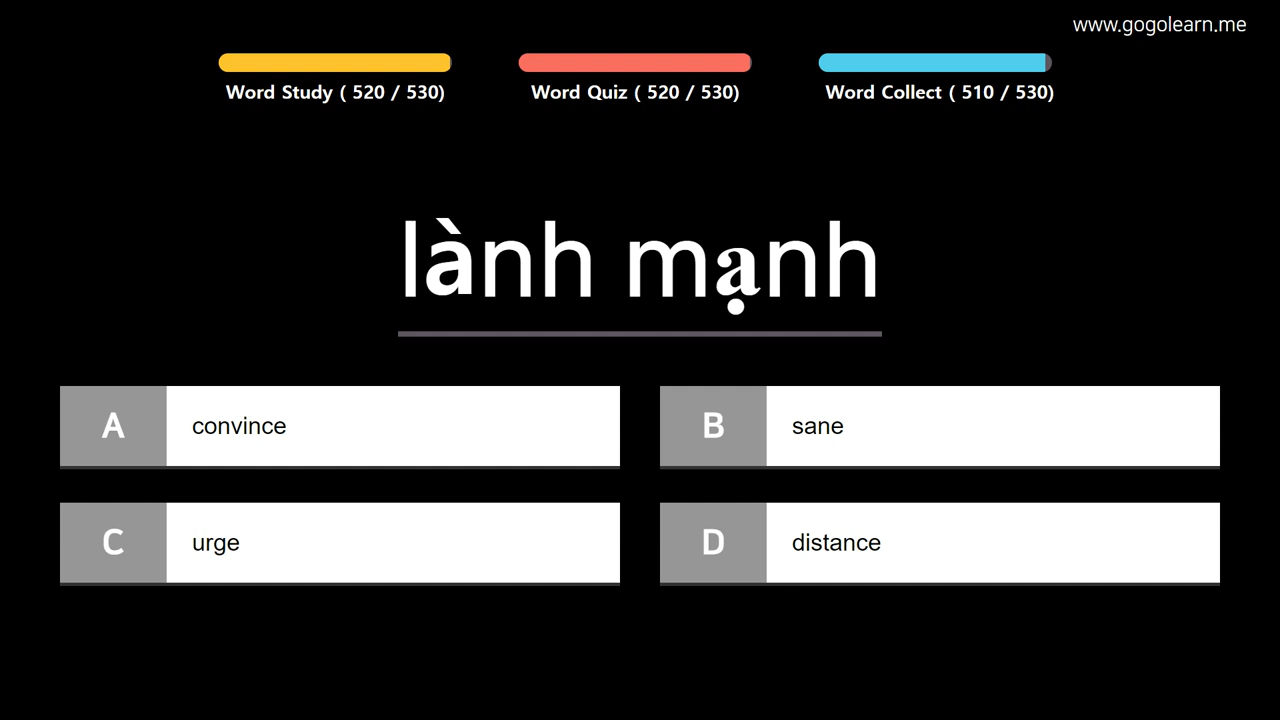 www.gogolearn.me
Word Study ( 520 / 530)
Word Quiz ( 520 / 530)
Word Collect ( 510 / 530)
lành mạnh
A convince
B sane
C urge
D distance